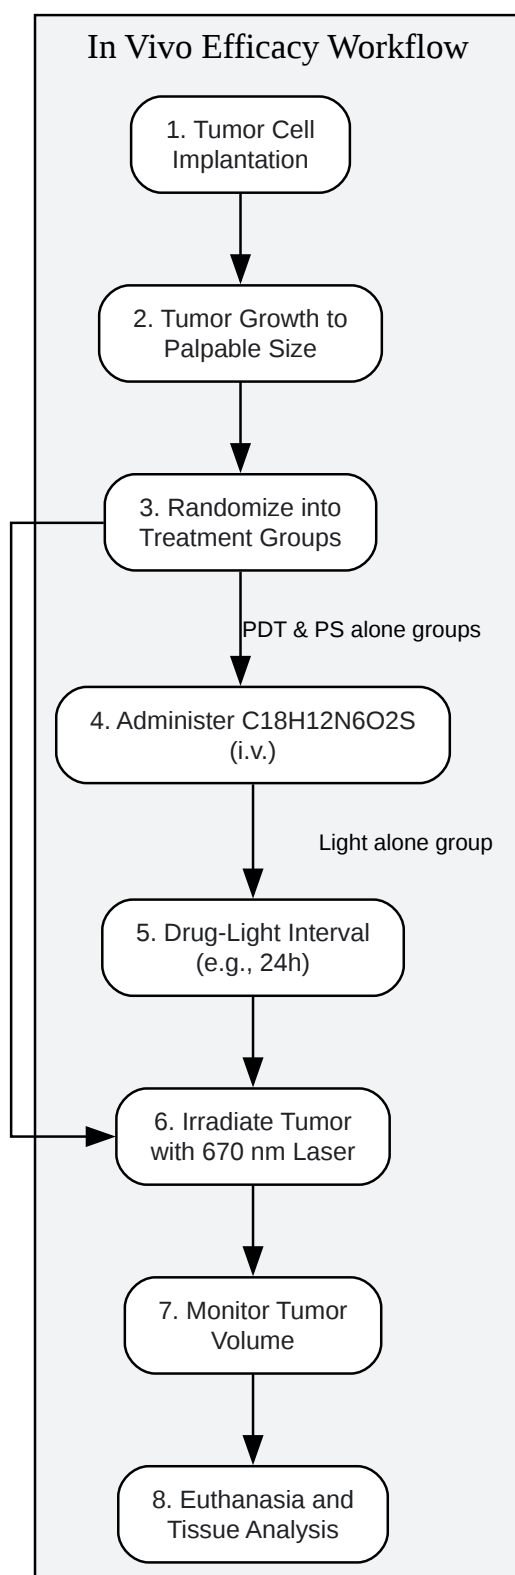 In Vivo Efficacy Workflow
1. Tumor Cell
Implantation
2. Tumor Growth to
Palpable Size
3. Randomize into
Treatment Groups
PDT & PS alone groups
4. Administer C18H12N6O2S
(i.v.)
Light alone group
5. Drug-Light Interval
(e.g., 24h)
6. Irradiate Tumor
with 670 nm Laser
7. Monitor Tumor
Volume
8. Euthanasia and
Tissue Analysis